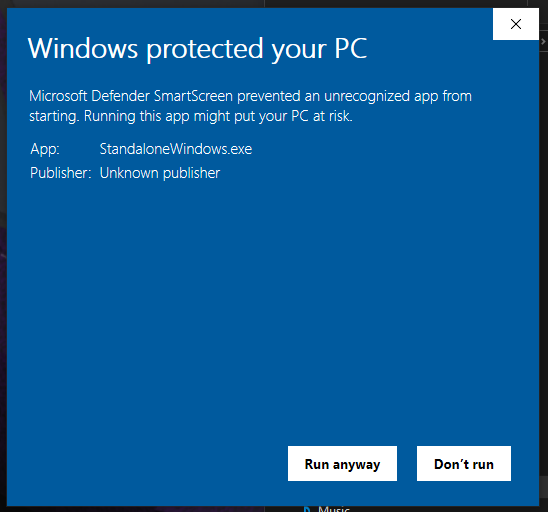 Windows protected your PC
Microsoft Defender SmartScreen prevented an unrecognized app from
starting. Running this app might put your PC at risk.
App: StandaloneWindows.exe
Publisher: Unknown publisher
Run anyway Don't run
Music